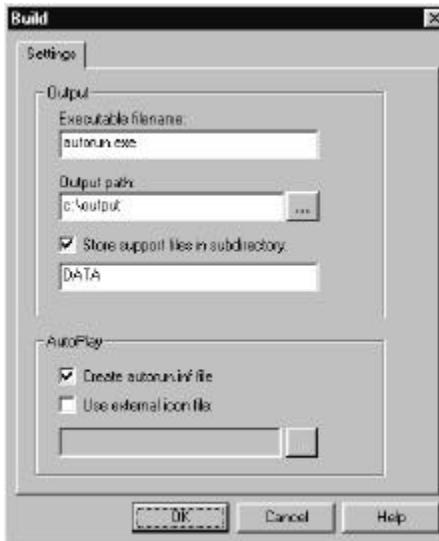 Build
Settings
Output
Executable filename:
autorun.exe
Output path:
c:\output
...
Store support files in subdirectory:
DATA
AutoPlay
Create autorun.inf file
Use external icon file:
OK
Cancel
Help